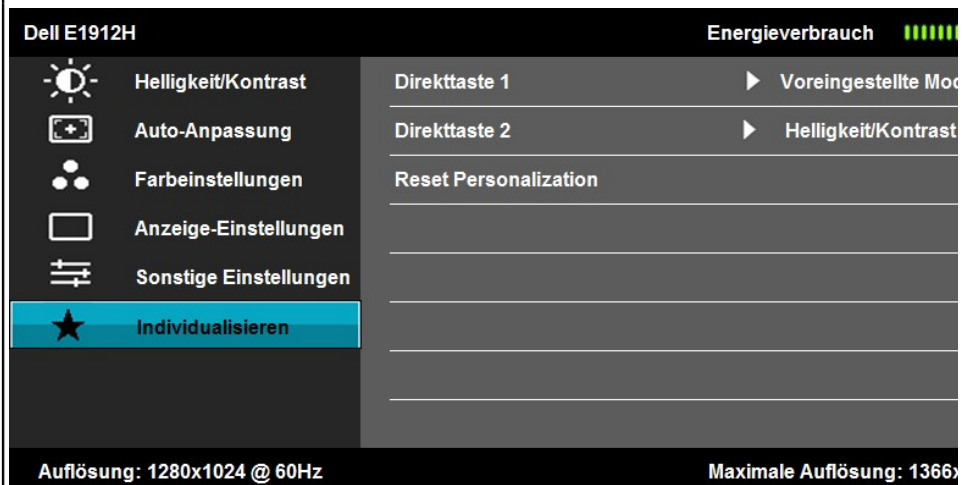 Dell E1912H Energieverbrauch
Helligkeit/Kontrast Direkttaste 1 Voreingestellte
Auto-Anpassung Direkttaste 2 Helligkeit/Kontrast
Farbeinstellungen Reset Personalization
Anzeige-Einstellungen
Sonstige Einstellungen
Individualisieren
Auflösung: 1280x1024 @ 60Hz Maximale Auflösung: